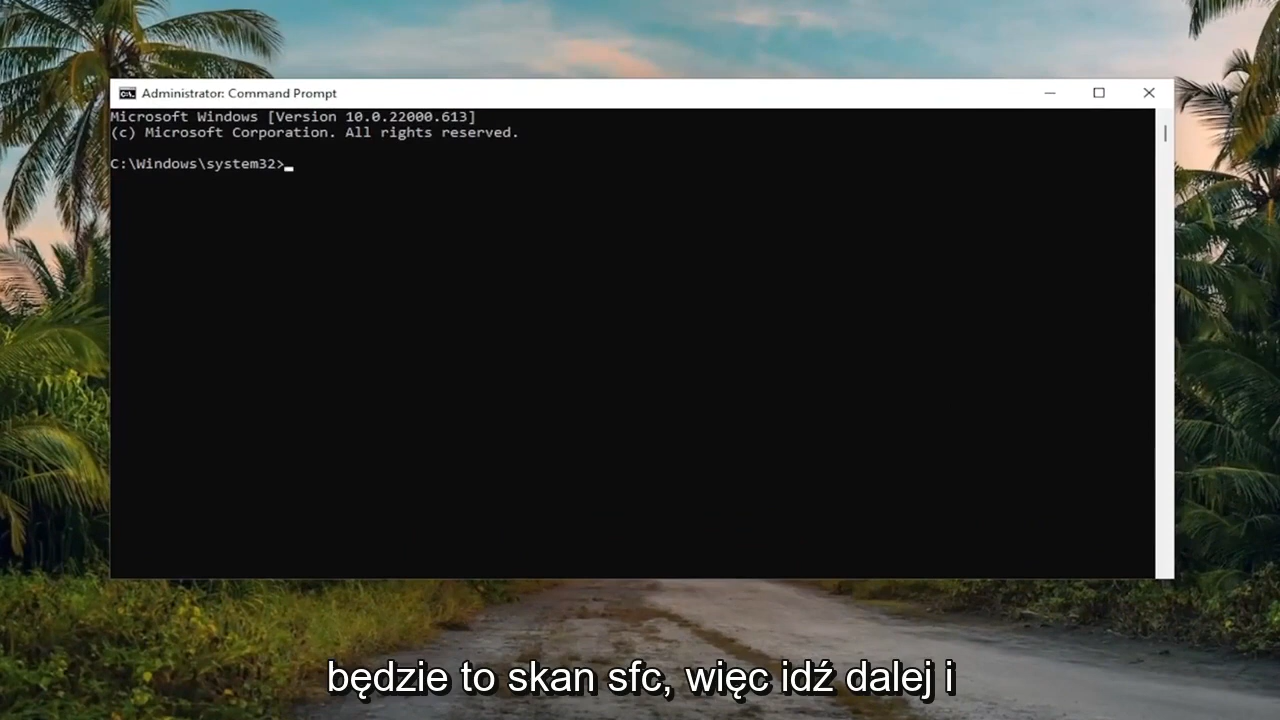 Administrator: Command Prompt
Microsoft Windows [Version 10.0.22000.613]
(c) Microsoft Corporation. All rights reserved.
C:\Windows\system32>
będzie to skan sfc, więc idź dalej i